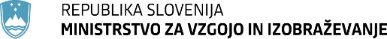 REPUBLIKA SLOVENIJA
MINISTRSTVO ZA VZGOJO IN IZOBRAŽEVANJE